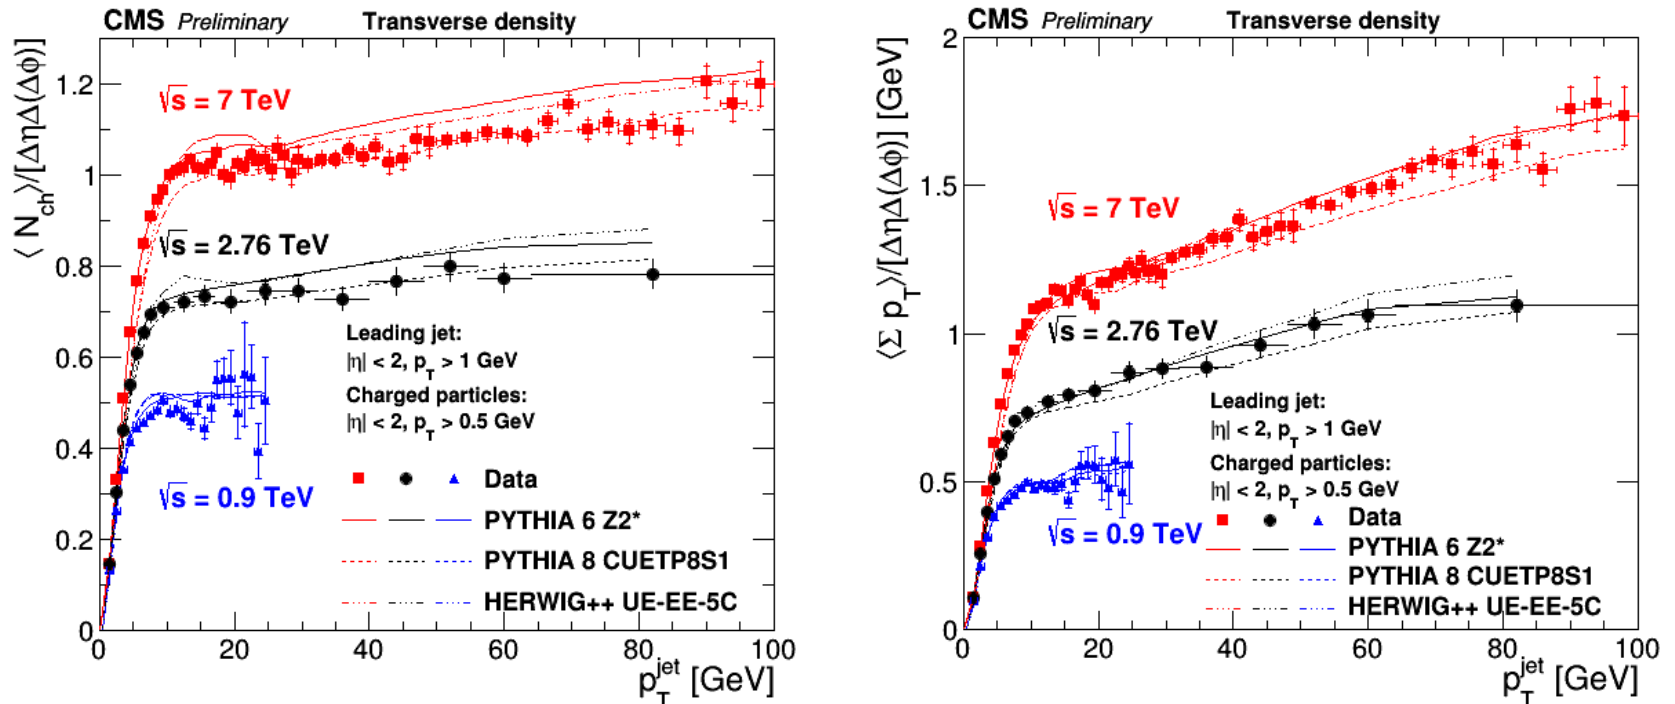 CMS Preliminary Transverse density
⟨ N_ch⟩/[ΔηΔ(Δϕ)]
1.2
1
0.8
0.6
0.4
0.2
0
√s = 7 TeV
√s = 2.76 TeV
√s = 0.9 TeV
Leading jet:
|η| < 2, p_T > 1 GeV
Charged particles:
|η| < 2, p_T > 0.5 GeV
Data
PYTHIA 6 Z2*
PYTHIA 8 CUETP8S1
HERWIG++ UE-EE-5C
0 20 40 60 80 100
p_T^jet [GeV]
CMS Preliminary Transverse density
⟨Σ p_T⟩/[ΔηΔ(Δϕ)] [GeV]
2
1.5
1
0.5
0
√s = 7 TeV
√s = 2.76 TeV
√s = 0.9 TeV
Leading jet:
|η| < 2, p_T > 1 GeV
Charged particles:
|η| < 2, p_T > 0.5 GeV
Data
PYTHIA 6 Z2*
PYTHIA 8 CUETP8S1
HERWIG++ UE-EE-5C
0 20 40 60 80 100
p_T^jet [GeV]